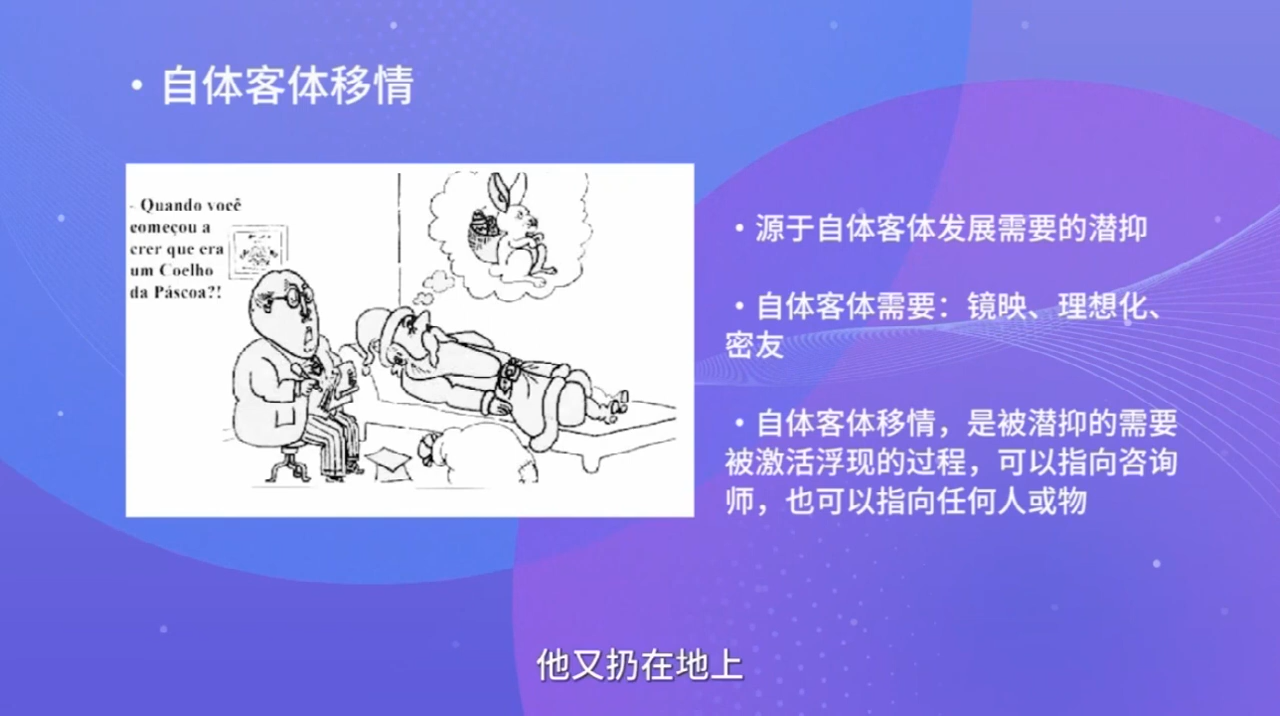 • 自体客体移情
- Quando você
começou a
crer que era
um Coelho
da Páscoa?!
• 源于自体客体发展需要的潜抑
• 自体客体需要：镜映、理想化、
密友
• 自体客体移情，是被潜抑的需要
被激活浮现的过程，可以指向咨询
师，也可以指向任何人或物
他又扔在地上